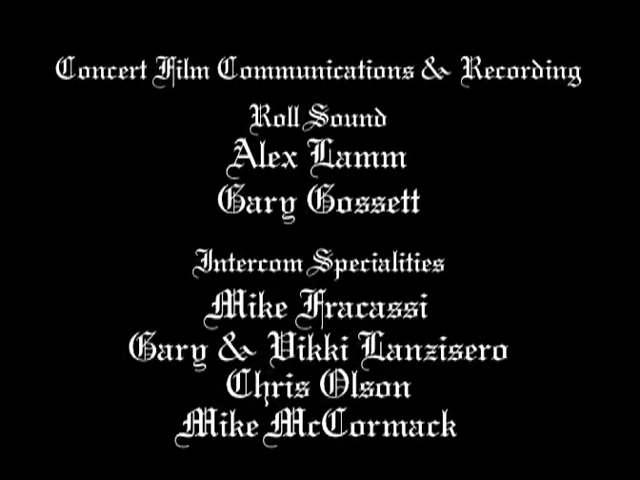 Concert Film Communications & Recording
Roll Sound
Alex Lamm
Gary Gossett
Intercom Specialities
Mike Fracassi
Gary & Vikki Lanzisero
Chris Olson
Mike McCormack